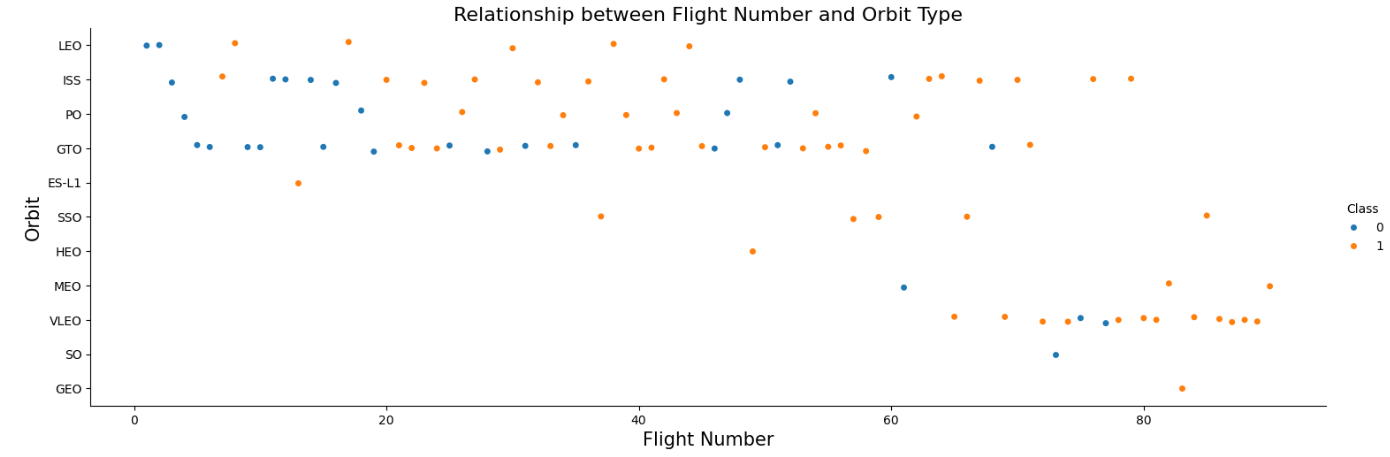 Relationship between Flight Number and Orbit Type
LEO
ISS
PO
GTO
ES-L1
SSO
HEO
MEO
VLEO
SO
GEO
Orbit
0
20
40
60
80
Flight Number
Class
0
1